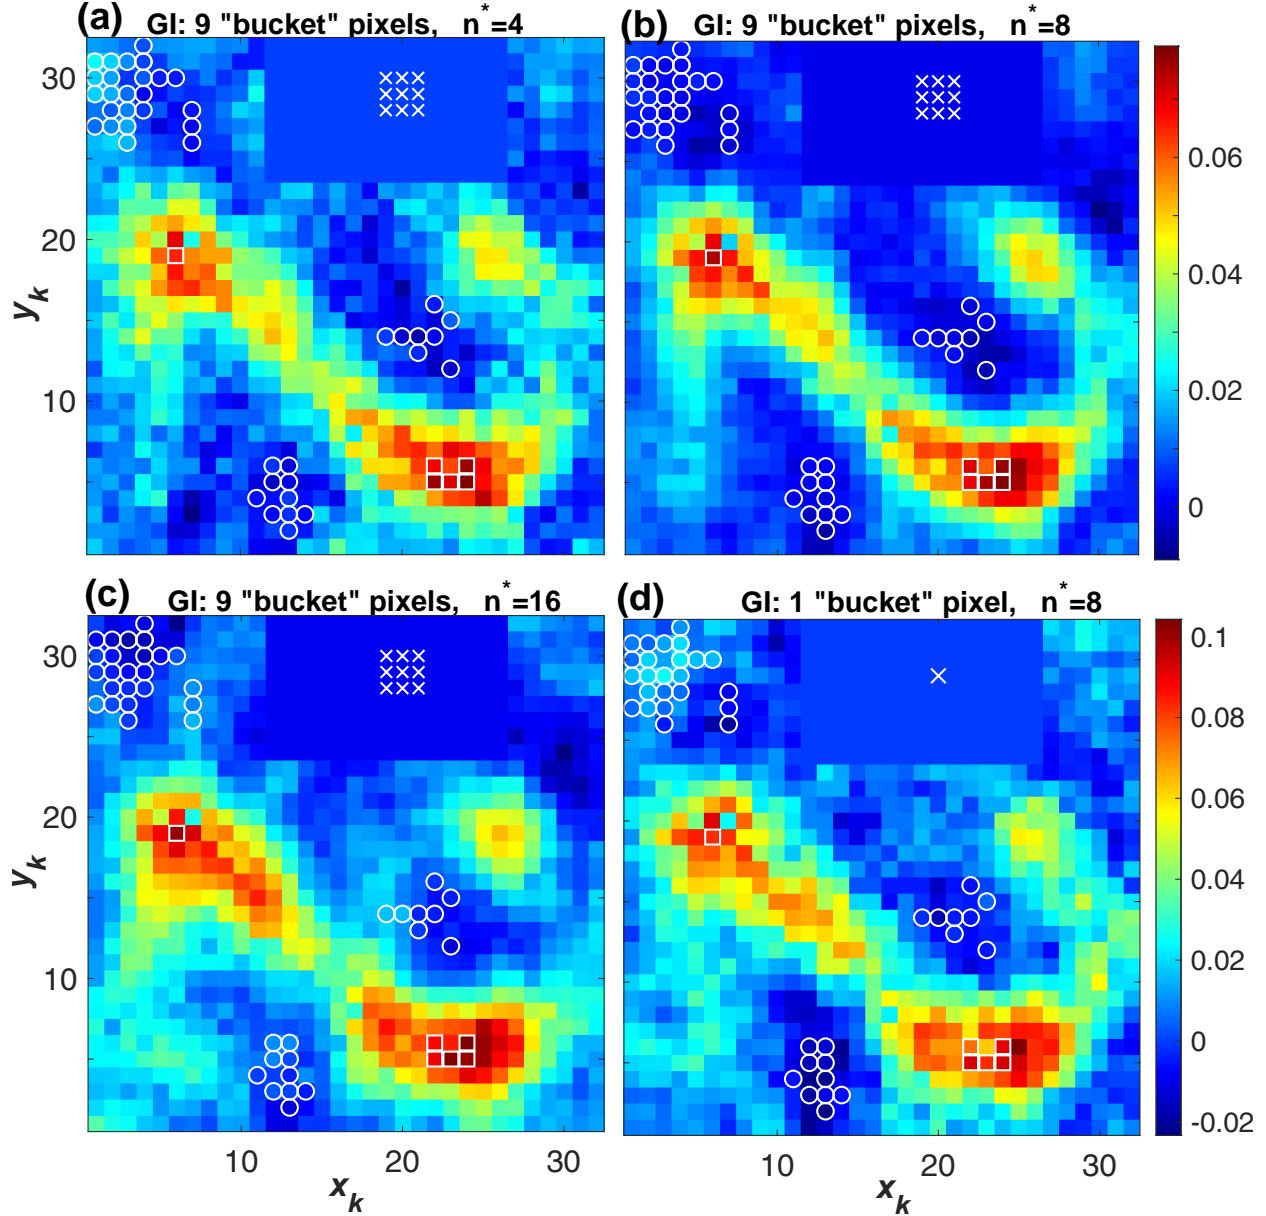 (a) GI: 9 "bucket" pixels, n*=4
(b) GI: 9 "bucket" pixels, n*=8
30
20
10
y_k
0.06
0.04
0.02
0
(c) GI: 9 "bucket" pixels, n*=16
(d) GI: 1 "bucket" pixel, n*=8
30
20
10
y_k
10
20
30
x_k
10
20
30
x_k
0.1
0.08
0.06
0.04
0.02
0
-0.02